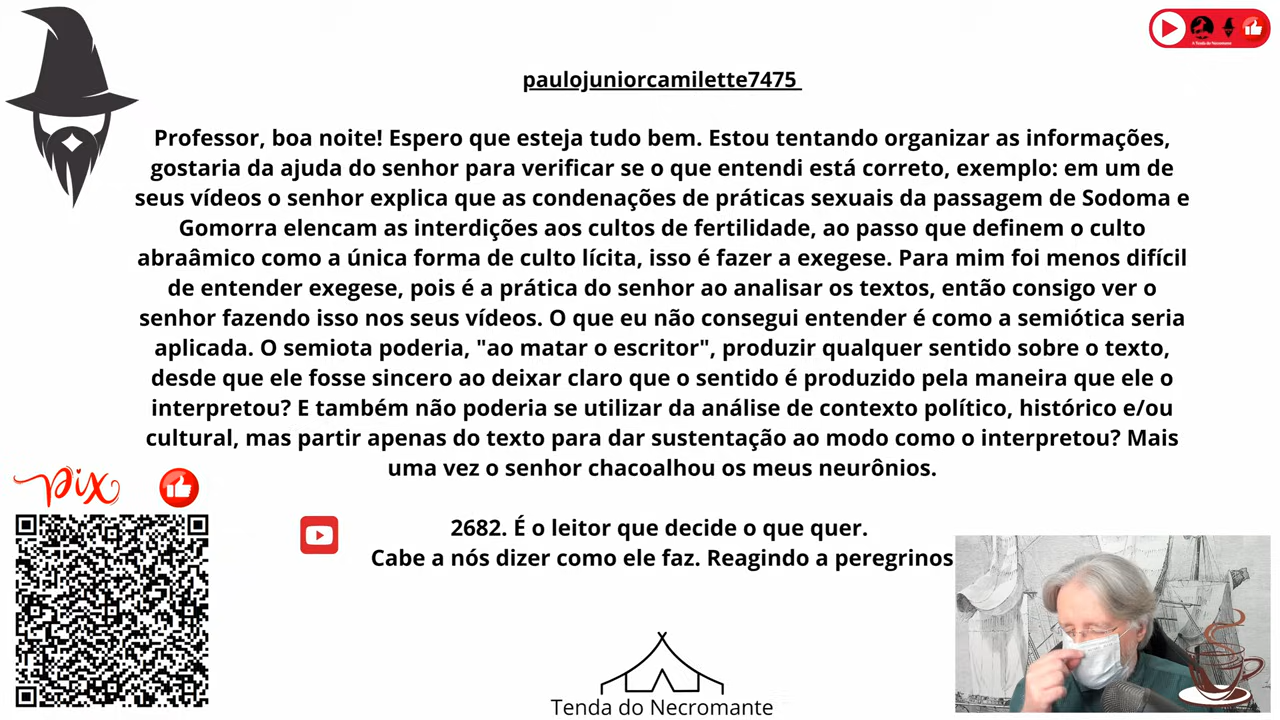 paulojuniorcamilette7475
Professor, boa noite! Espero que esteja tudo bem. Estou tentando organizar as informações,
gostaria da ajuda do senhor para verificar se o que entendi está correto, exemplo: em um de
seus vídeos o senhor explica que as condenações de práticas sexuais da passagem de Sodoma e
Gomorra elencam as interdições aos cultos de fertilidade, ao passo que definem o culto
abraâmico como a única forma de culto lícita, isso é fazer a exegese. Para mim foi menos difícil
de entender exegese, pois é a prática do senhor ao analisar os textos, então consigo ver o
senhor fazendo isso nos seus vídeos. O que eu não consegui entender é como a semiótica seria
aplicada. O semiota poderia, "ao matar o escritor", produzir qualquer sentido sobre o texto,
desde que ele fosse sincero ao deixar claro que o sentido é produzido pela maneira que ele o
interpretou? E também não poderia se utilizar da análise de contexto político, histórico e/ou
cultural, mas partir apenas do texto para dar sustentação ao modo como o interpretou? Mais
uma vez o senhor chacoalhou os meus neurônios.
pix
2682. É o leitor que decide o que quer.
Cabe a nós dizer como ele faz. Reagindo a peregrinos
Tenda do Necromante